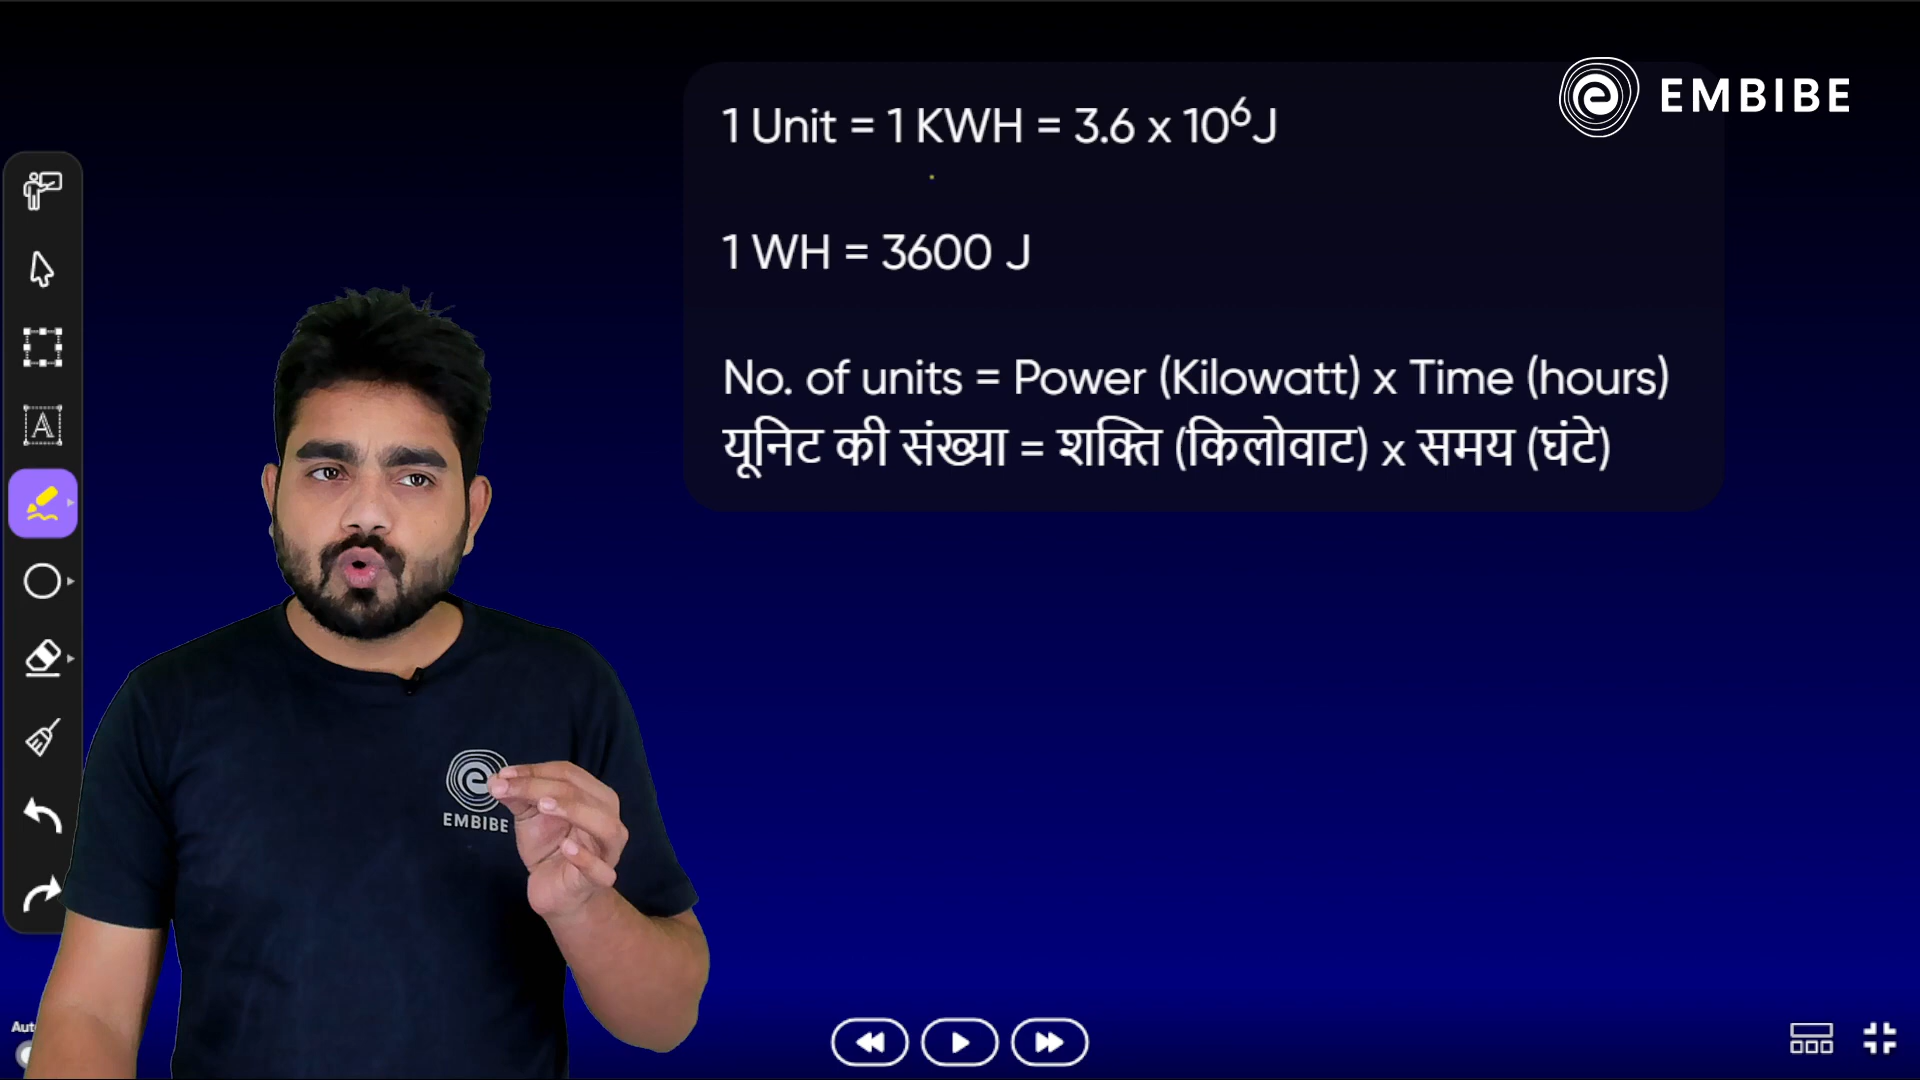 EMBIBE
1 Unit = 1 KWH = 3.6 x 10⁶J
1 WH = 3600 J
No. of units = Power (Kilowatt) x Time (hours)
यूनिट की संख्या = शक्ति (किलोवाट) x समय (घंटे)
A
EMBIBE